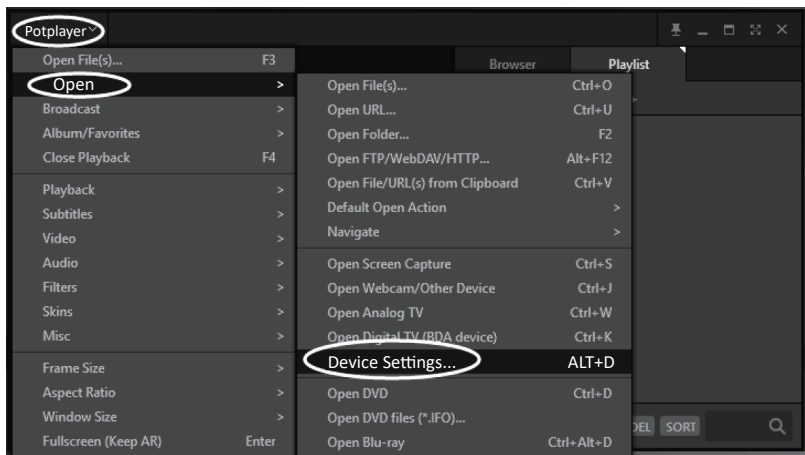 Potplayer
Open File(s)... F3
Open >
Broadcast >
Album/Favorites >
Close Playback F4
Playback >
Subtitles >
Video >
Audio >
Filters >
Skins >
Misc >
Frame Size >
Aspect Ratio >
Window Size >
Fullscreen (Keep AR) Enter
Browser
Playlist
Open File(s)... Ctrl+O
Open URL... Ctrl+U
Open Folder... F2
Open FTP/WebDAV/HTTP... Alt+F12
Open File/URL(s) from Clipboard Ctrl+V
Default Open Action >
Navigate >
Open Screen Capture Ctrl+S
Open Webcam/Other Device Ctrl+J
Open Analog TV Ctrl+W
Open Digital TV (BDA device) Ctrl+K
Device Settings... ALT+D
Open DVD Ctrl+D
Open DVD files (*.IFO)...
Open Blu-ray Ctrl+Alt+D
SORT